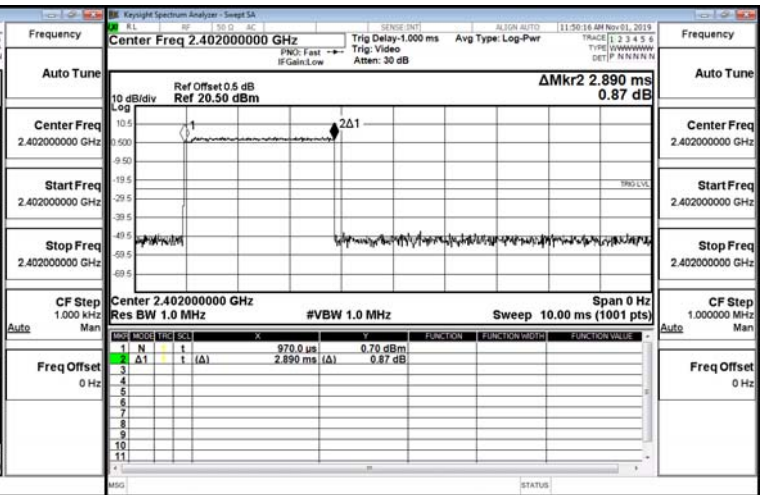 Frequency
Auto Tune
Center Freq
2.402000000 GHz
Start Freq
2.402000000 GHz
Stop Freq
2.402000000 GHz
CF Step
1.000 kHz
Auto Man
Freq Offset
0 Hz
Keysight Spectrum Analyzer - Swept SA
RL RF 50 Ω AC SENSE:INT ALIGN AUTO 11:50:16 AM Nov 01, 2019
Center Freq 2.402000000 GHz
PNO: Fast
IFGain:Low
Trig Delay-1.000 ms
Trig: Video
Atten: 30 dB
Avg Type: Log-Pwr
TRACE 1 2 3 4 5 6
TYPE WWWWWW
DET P NNNNN
ΔMkr2 2.890 ms
0.87 dB
Ref Offset 0.5 dB
10 dB/div Ref 20.50 dBm
Log
10.5
0.500
-9.50
-19.5
-29.5
-39.5
-49.5
-59.5
-69.5
1
2Δ1
TRIG LVL
Center 2.402000000 GHz Span 0 Hz
Res BW 1.0 MHz #VBW 1.0 MHz Sweep 10.00 ms (1001 pts)
MKR MODE TRC SCL X Y FUNCTION FUNCTION WIDTH FUNCTION VALUE
1 N t 970.0 µs 0.70 dBm
2 Δ1 t (Δ) 2.890 ms (Δ) 0.87 dB
3
4
5
6
7
8
9
10
11
MSG STATUS
Frequency
Auto Tune
Center Freq
2.402000000 GHz
Start Freq
2.402000000 GHz
Stop Freq
2.402000000 GHz
CF Step
1.000000 MHz
Auto Man
Freq Offset
0 Hz